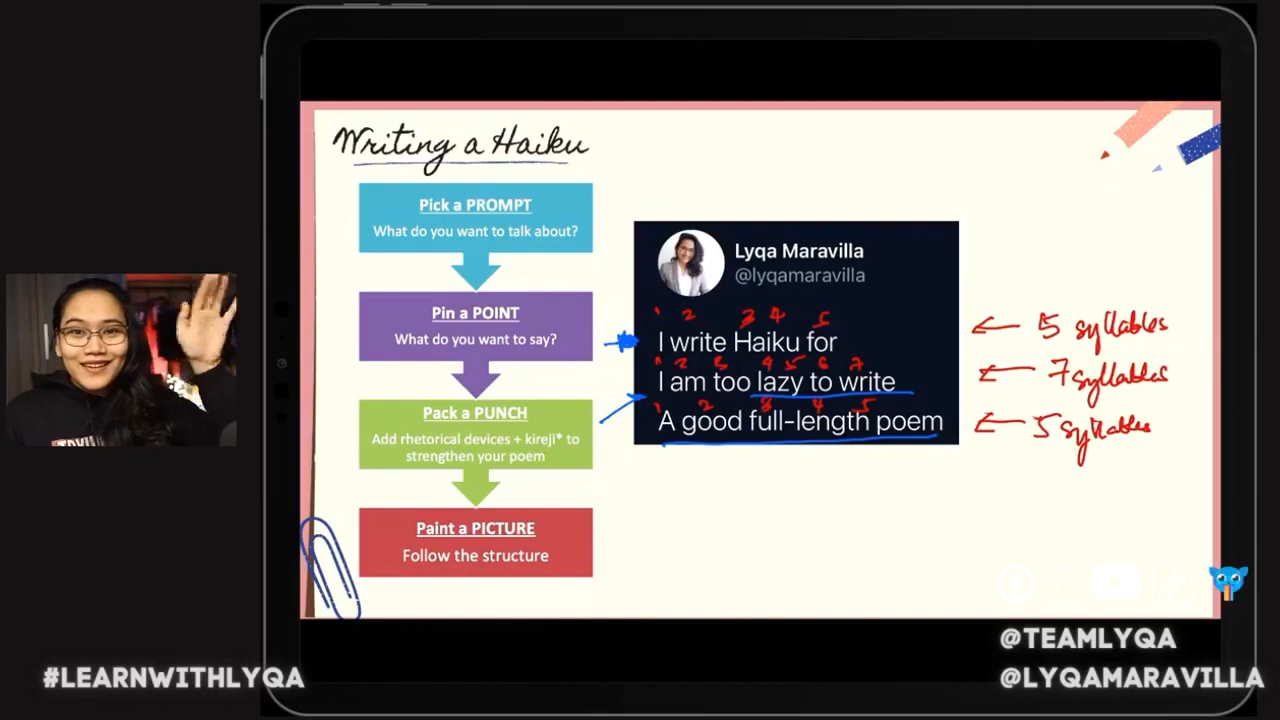 Writing a Haiku
Pick a PROMPT
What do you want to talk about?
Pin a POINT
What do you want to say?
Pack a PUNCH
Add rhetorical devices + kireji* to
strengthen your poem
Paint a PICTURE
Follow the structure
Lyqa Maravilla
@lyqamaravilla
1 2 3 4 5
I write Haiku for
1 2 3 4 5 6 7
I am too lazy to write
1 2 3 4 5
A good full-length poem
5 syllables
7 syllables
5 syllables
#LEARNWITHLYQA
@TEAMLYQA
@LYQAMARAVILLA